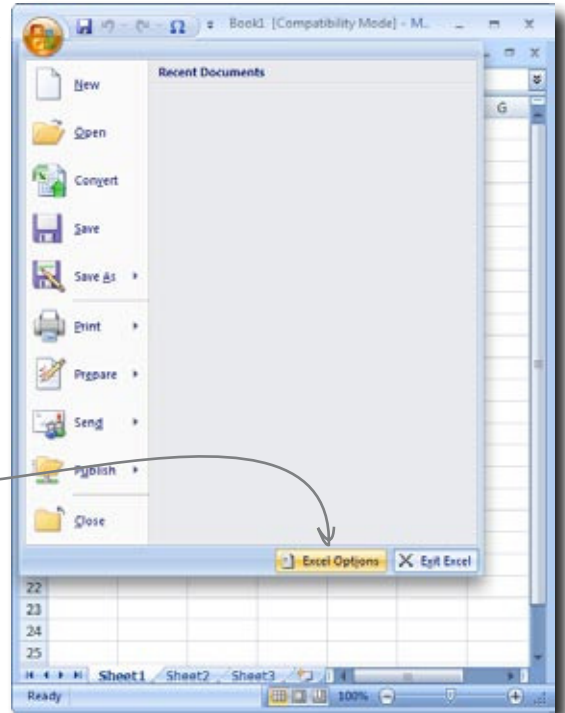 Book1 [Compatibility Mode] - M..
New
Recent Documents
G
Open
Convert
Save
Save As
Print
Prepare
Send
Publish
Close
Excel Options
Exit Excel
22
23
24
25
Sheet1
Sheet2
Sheet3
Ready
100%